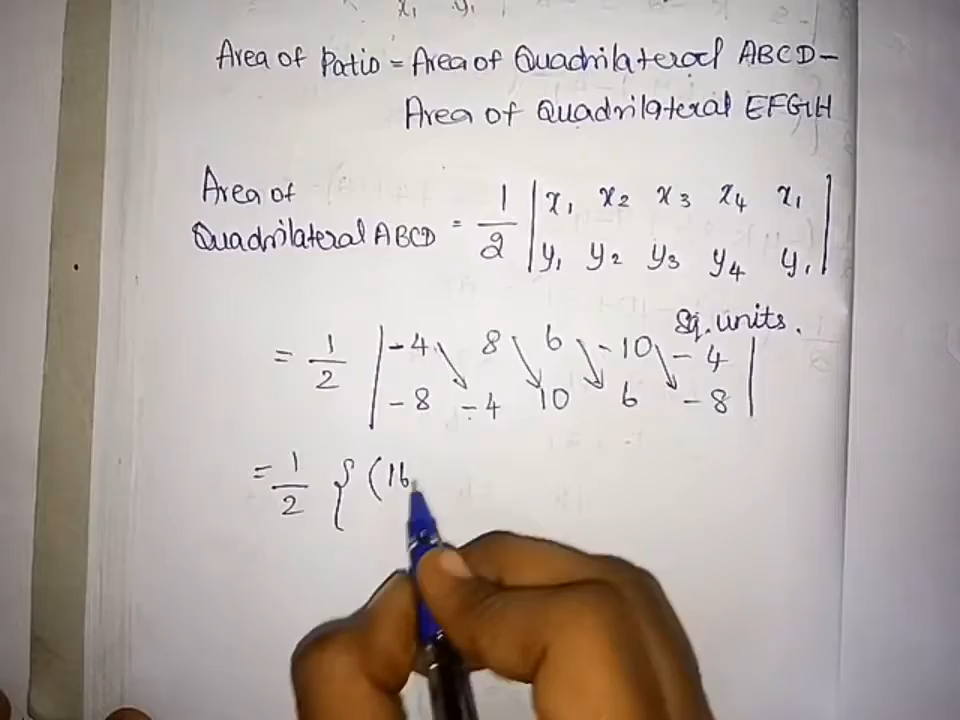 x₁ y₁
Area of Patio = Area of Quadrilateral ABCD -
Area of Quadrilateral EFGH
Area of
Quadrilateral ABCD = 1/2 | x₁ x₂ x₃ x₄ x₁ |
y₁ y₂ y₃ y₄ y₁
Sq. units.
= 1/2 | -4 8 6 -10 -4 |
-8 -4 10 6 -8
= 1/2 { (16